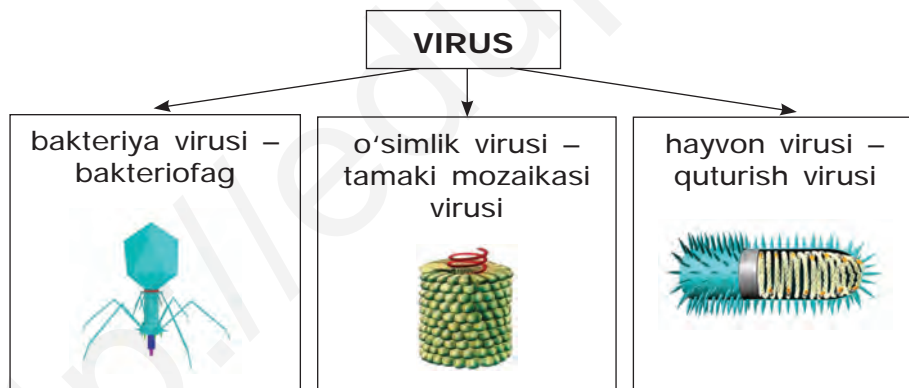 VIRUS
bakteriya virusi –
bakteriofag
o‘simlik virusi –
tamaki mozaikasi
virusi
hayvon virusi –
quturish virusi